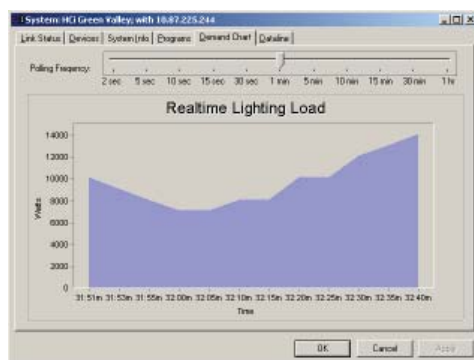 System: HCi Green Valley; with 10.87.225.244
Link Status Devices System Info Programs Demand Chart Dataline
Polling Frequency:
2 sec 5 sec 10 sec 15 sec 30 sec 1 min 5 min 10 min 15 min 30 min 1 hr
Realtime Lighting Load
14000
12000
10000
8000
6000
4000
2000
0
Watts
31:51m 31:53m 31:55m 32:00m 32:05m 32:10m 32:15m 32:20m 32:25m 32:30m 32:35m 32:40m
Time
OK Cancel Apply